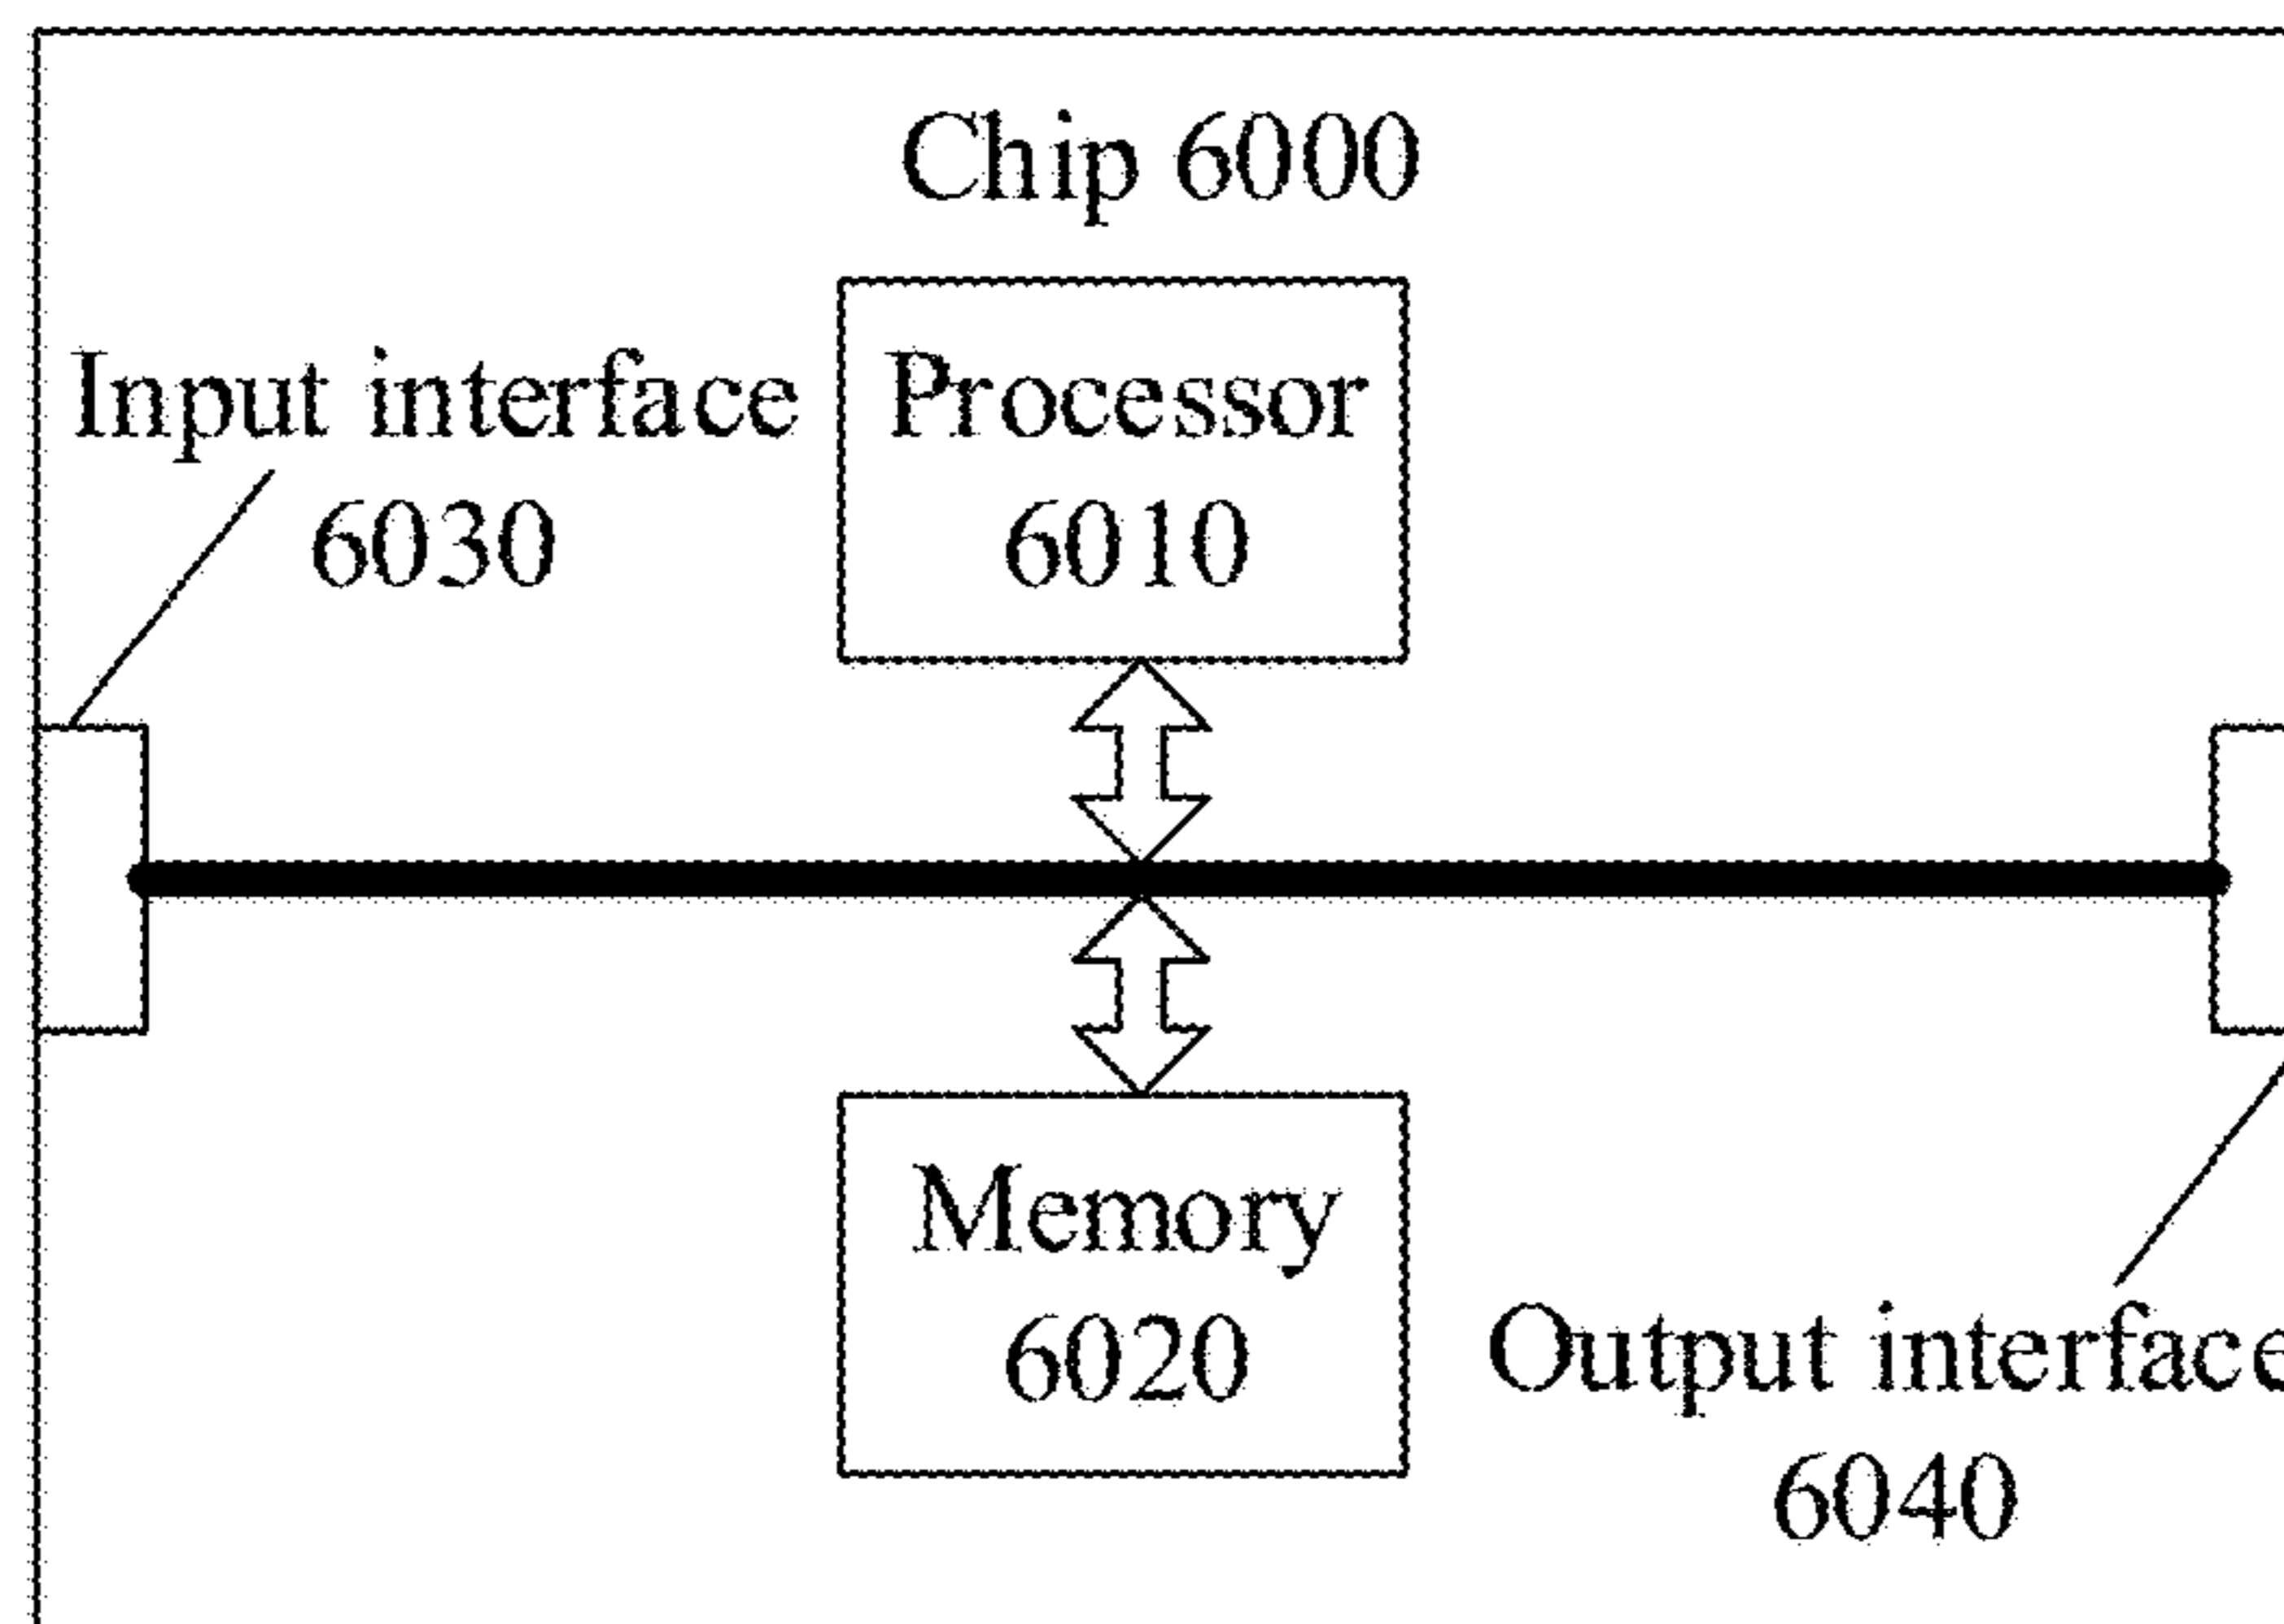 Chip 6000
Input interface
6030
Processor
6010
Memory
6020
Output interface
6040